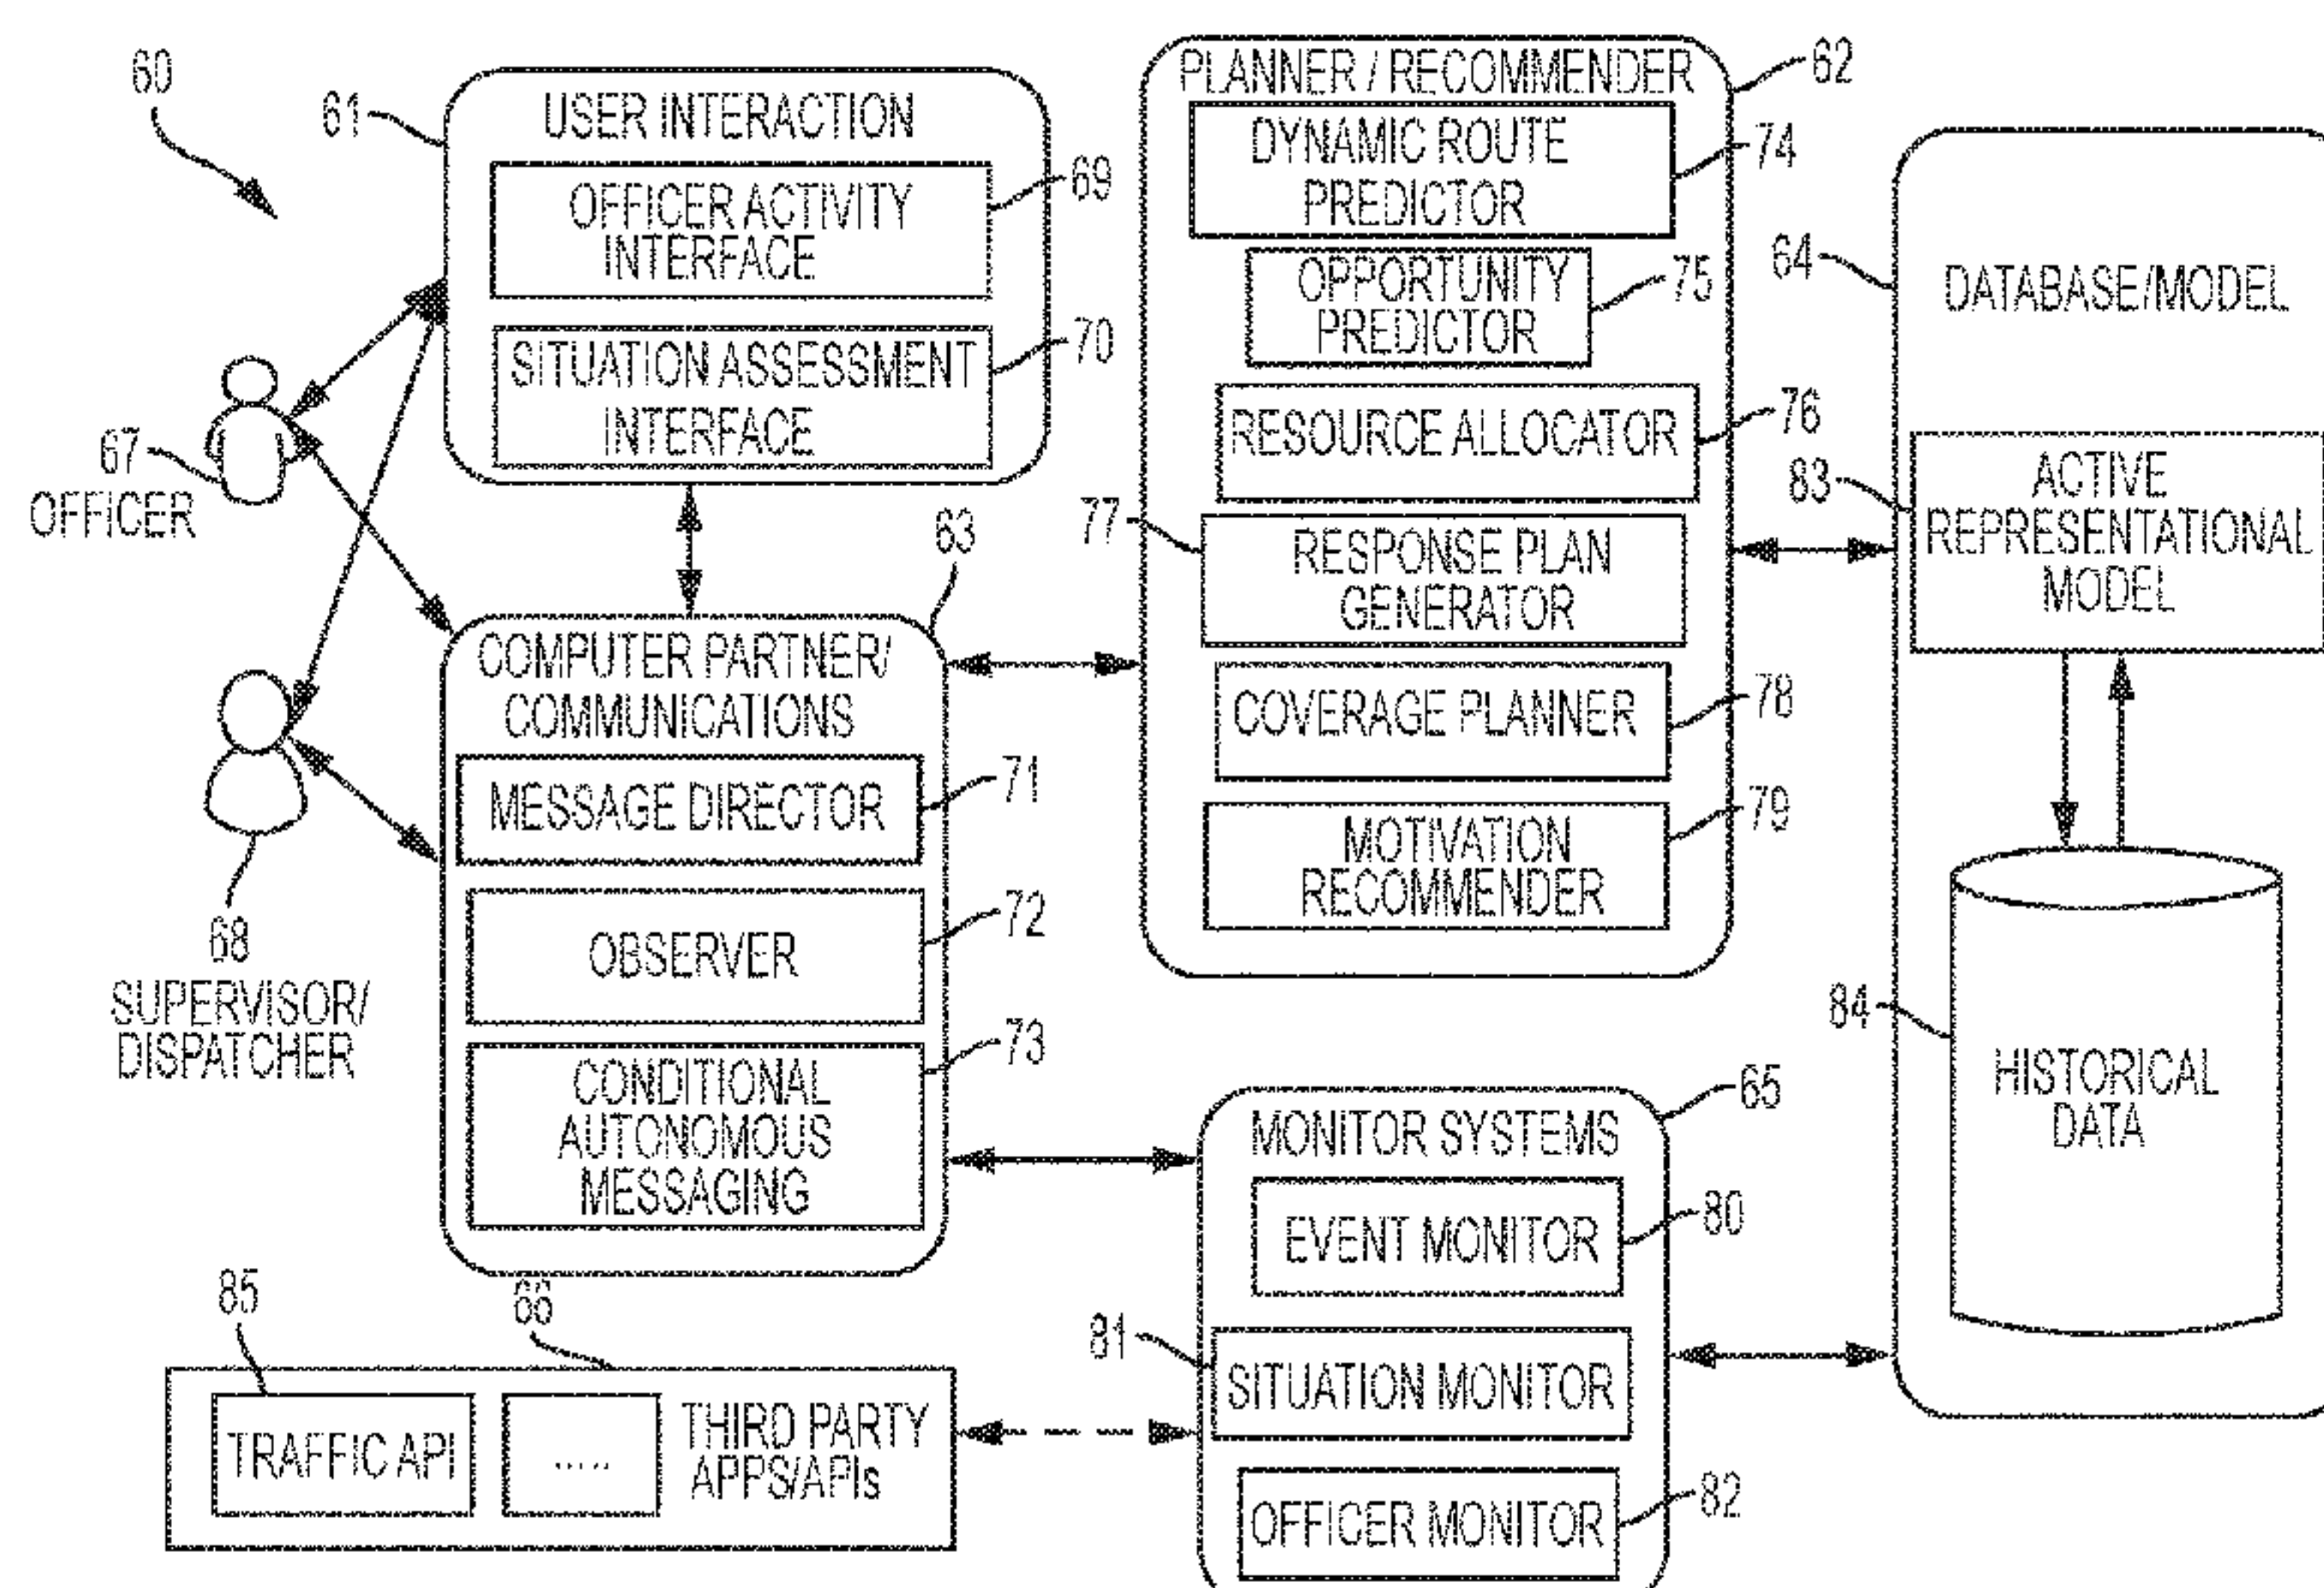 60
61
USER INTERACTION
OFFICER ACTIVITY
INTERFACE
69
SITUATION ASSESSMENT
INTERFACE
70
67
OFFICER
68
SUPERVISOR/
DISPATCHER
63
COMPUTER PARTNER/
COMMUNICATIONS
MESSAGE DIRECTOR
71
OBSERVER
72
CONDITIONAL
AUTONOMOUS
MESSAGING
73
PLANNER / RECOMMENDER
62
DYNAMIC ROUTE
PREDICTOR
74
OPPORTUNITY
PREDICTOR
75
RESOURCE ALLOCATOR
76
77
RESPONSE PLAN
GENERATOR
COVERAGE PLANNER
78
MOTIVATION
RECOMMENDER
79
64
DATABASE/MODEL
83
ACTIVE
REPRESENTATIONAL
MODEL
84
HISTORICAL
DATA
65
MONITOR SYSTEMS
EVENT MONITOR
80
81
SITUATION MONITOR
OFFICER MONITOR
82
85
66
TRAFFIC API
.....
THIRD PARTY
APPS/APIs